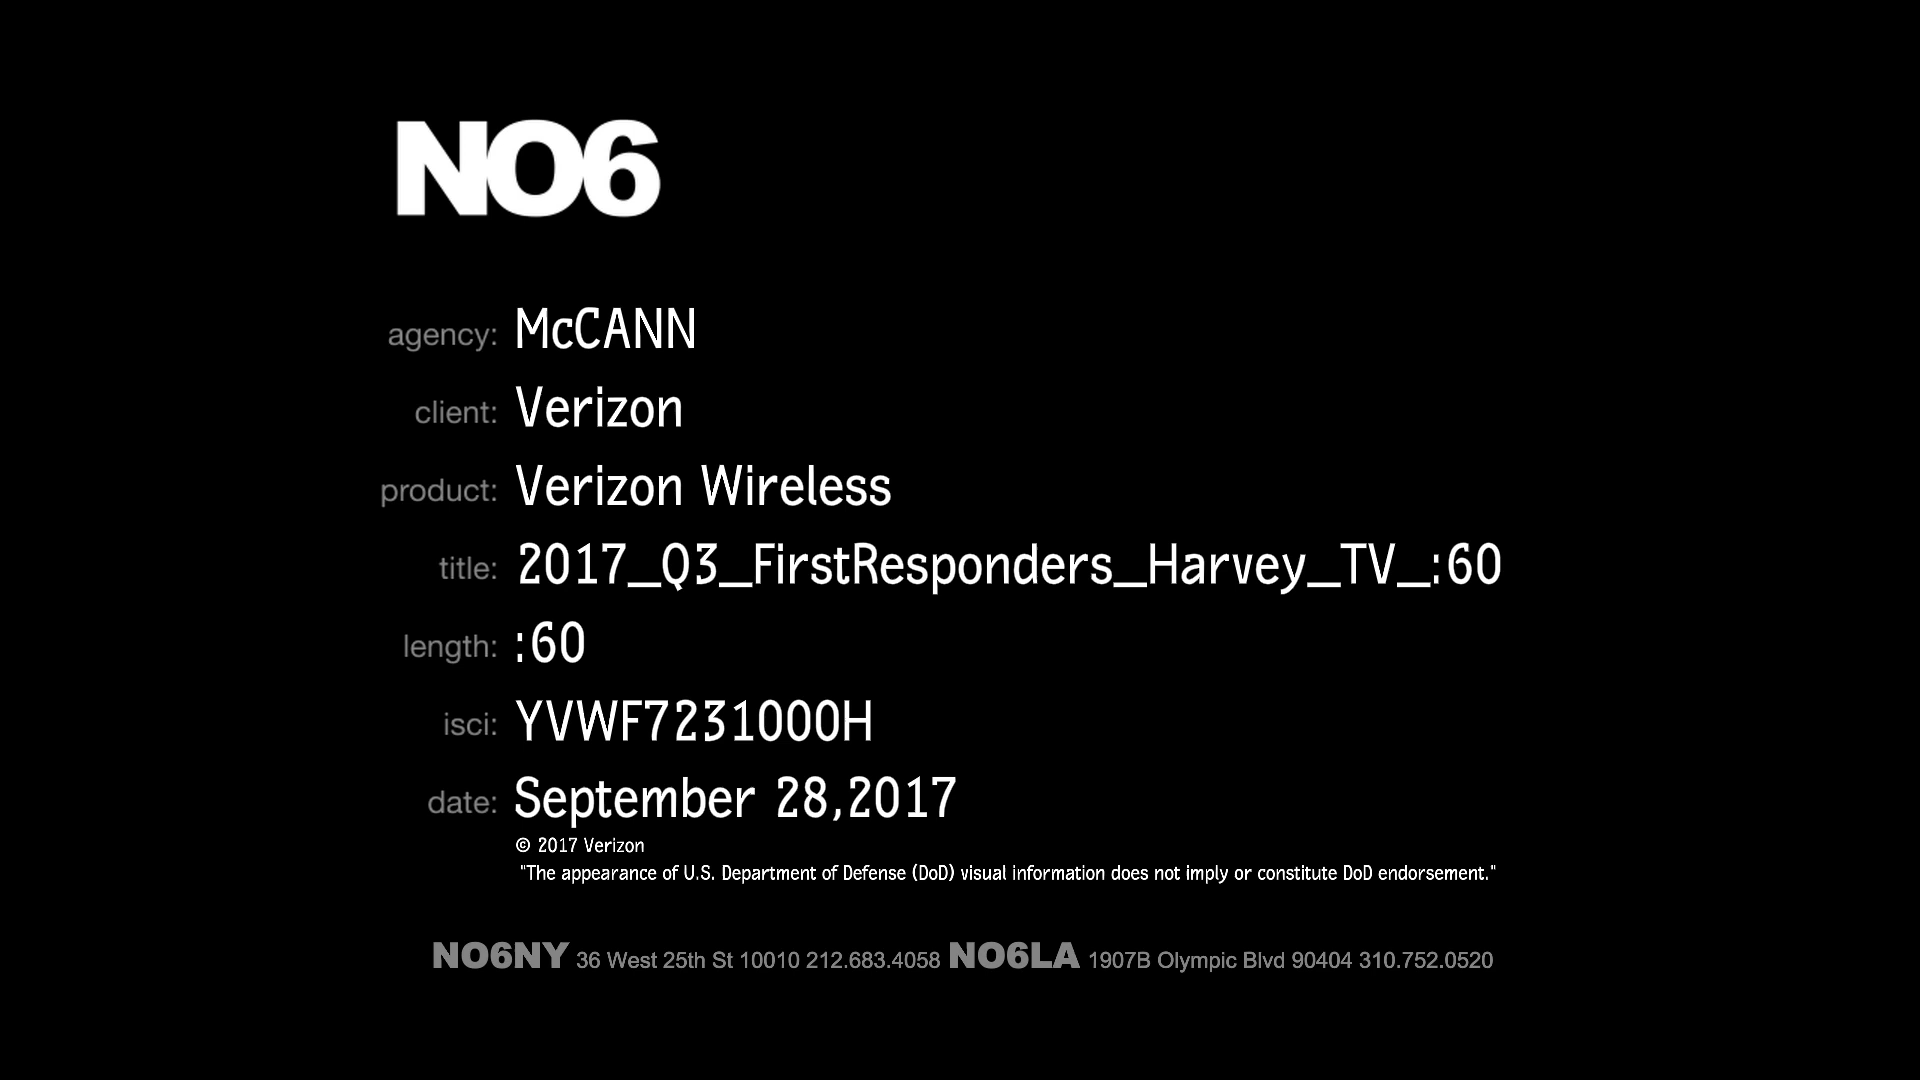 NO6
agency: McCANN
client: Verizon
product: Verizon Wireless
title: 2017_Q3_FirstResponders_Harvey_TV_:60
length: :60
isci: YVWF7231000H
date: September 28,2017
© 2017 Verizon
"The appearance of U.S. Department of Defense (DoD) visual information does not imply or constitute DoD endorsement."
NO6NY 36 West 25th St 10010 212.683.4058 NO6LA 1907B Olympic Blvd 90404 310.752.0520